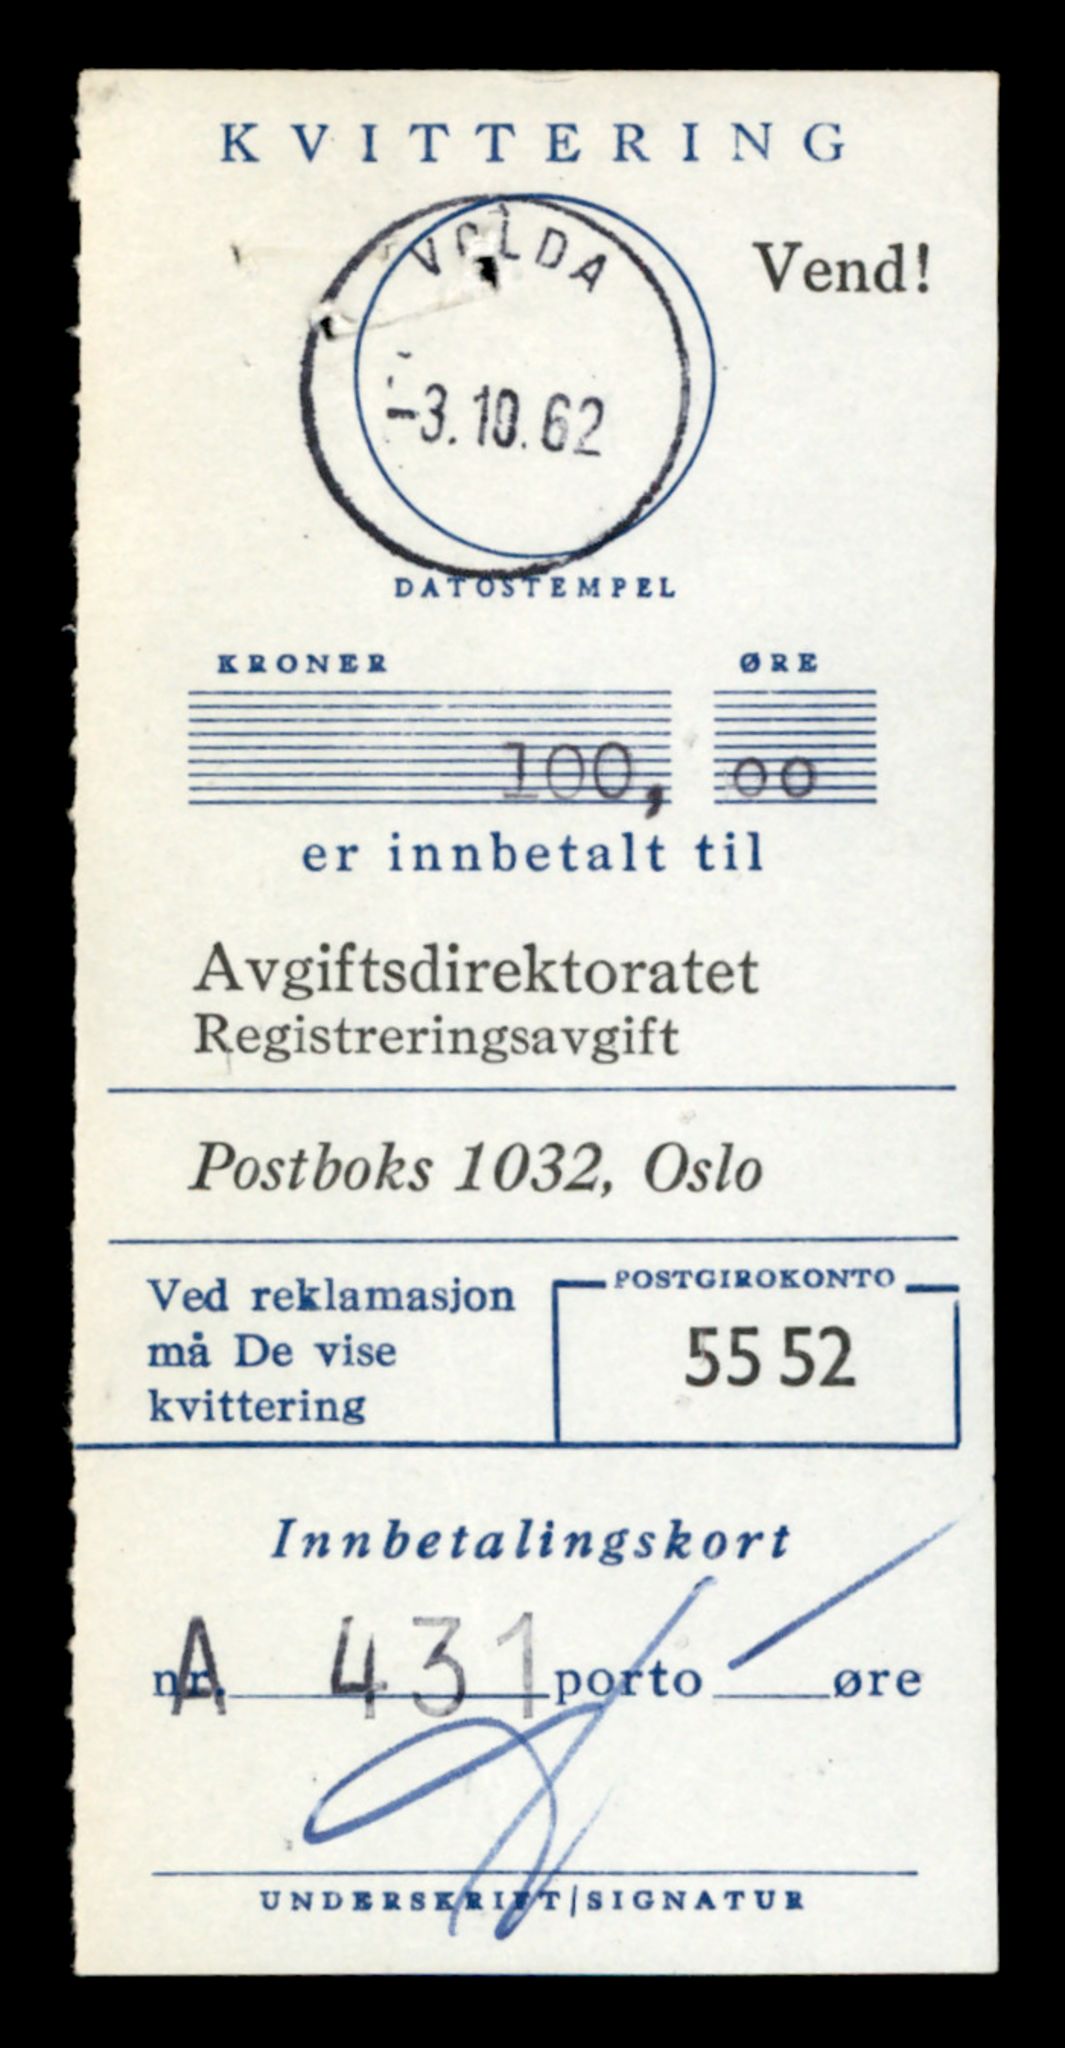 KVITTERING
VOLDA
Vend!
-3.10.62
DATOSTEMPEL
KRONER ØRE
100, 00
er innbetalt til
Avgiftsdirektoratet
Registreringsavgift
Postboks 1032, Oslo
Ved reklamasjon
må De vise
kvittering
POSTGIROKONTO
55 52
Innbetalingskort
nr. A 431 porto øre
UNDERSKRIFT/SIGNATUR